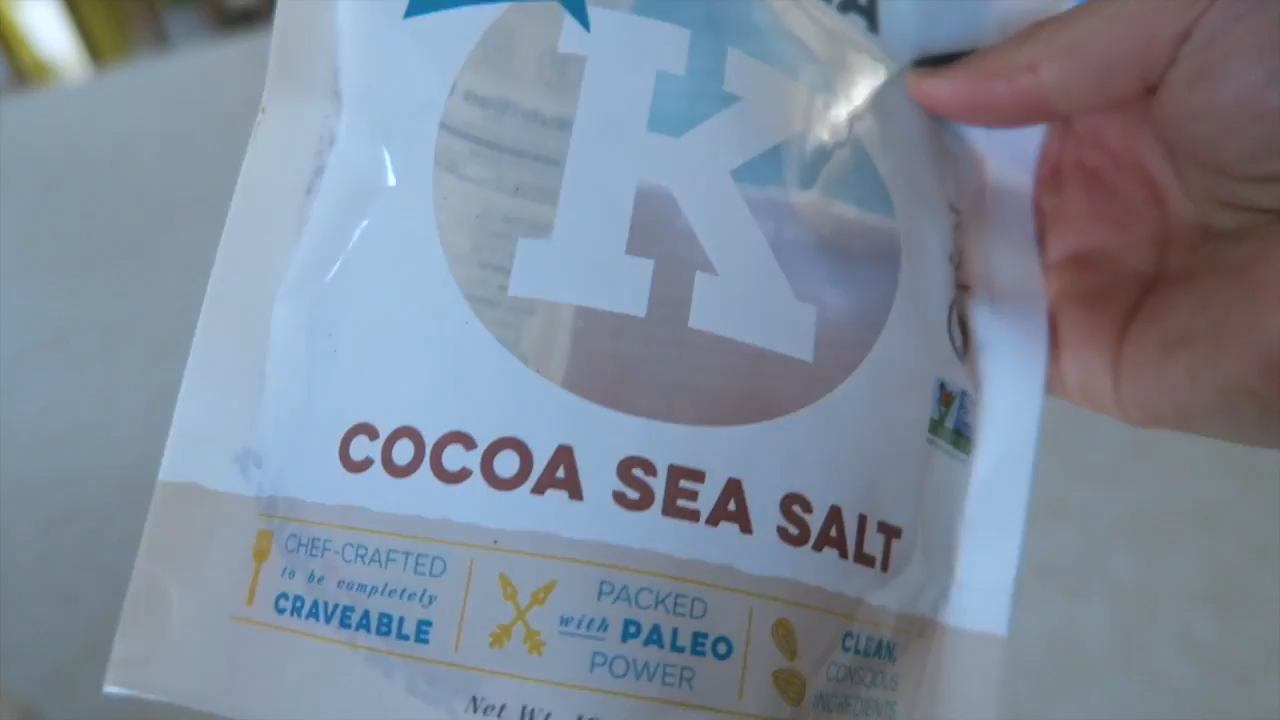 K
COCOA SEA SALT
CHEF-CRAFTED
to be completely
CRAVEABLE
PACKED
with PALEO
POWER
CLEAN,
CONSCIOUS
INGREDIENTS
Net Wt.